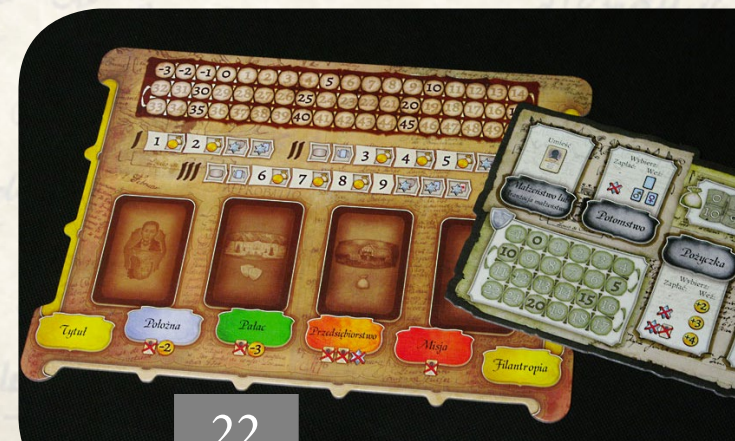 -3 -2 -1 0 1 2 3 4 5 6 7 8 9 10 11 12 13 14
32 31 30 29 28 27 26 25 24 23 22 21 20 19 18 17 16
33 34 35 36 37 38 39 40 41 42 43 44 45 46 47 48 49
I 1 2 II 3 4 5
III 6 7 8 9
Tytuł
Położna
-2
Pałac
-3
Przedsiębiorstwo
Misja
Filantropia
Umieść
Małżeństwo lub
Wybierz:
Zapłać: Weź:
Potomstwo
Pożyczka
Wybierz:
Zapłać: Weź:
+2
+3
+4
0
10 5
15
20
22